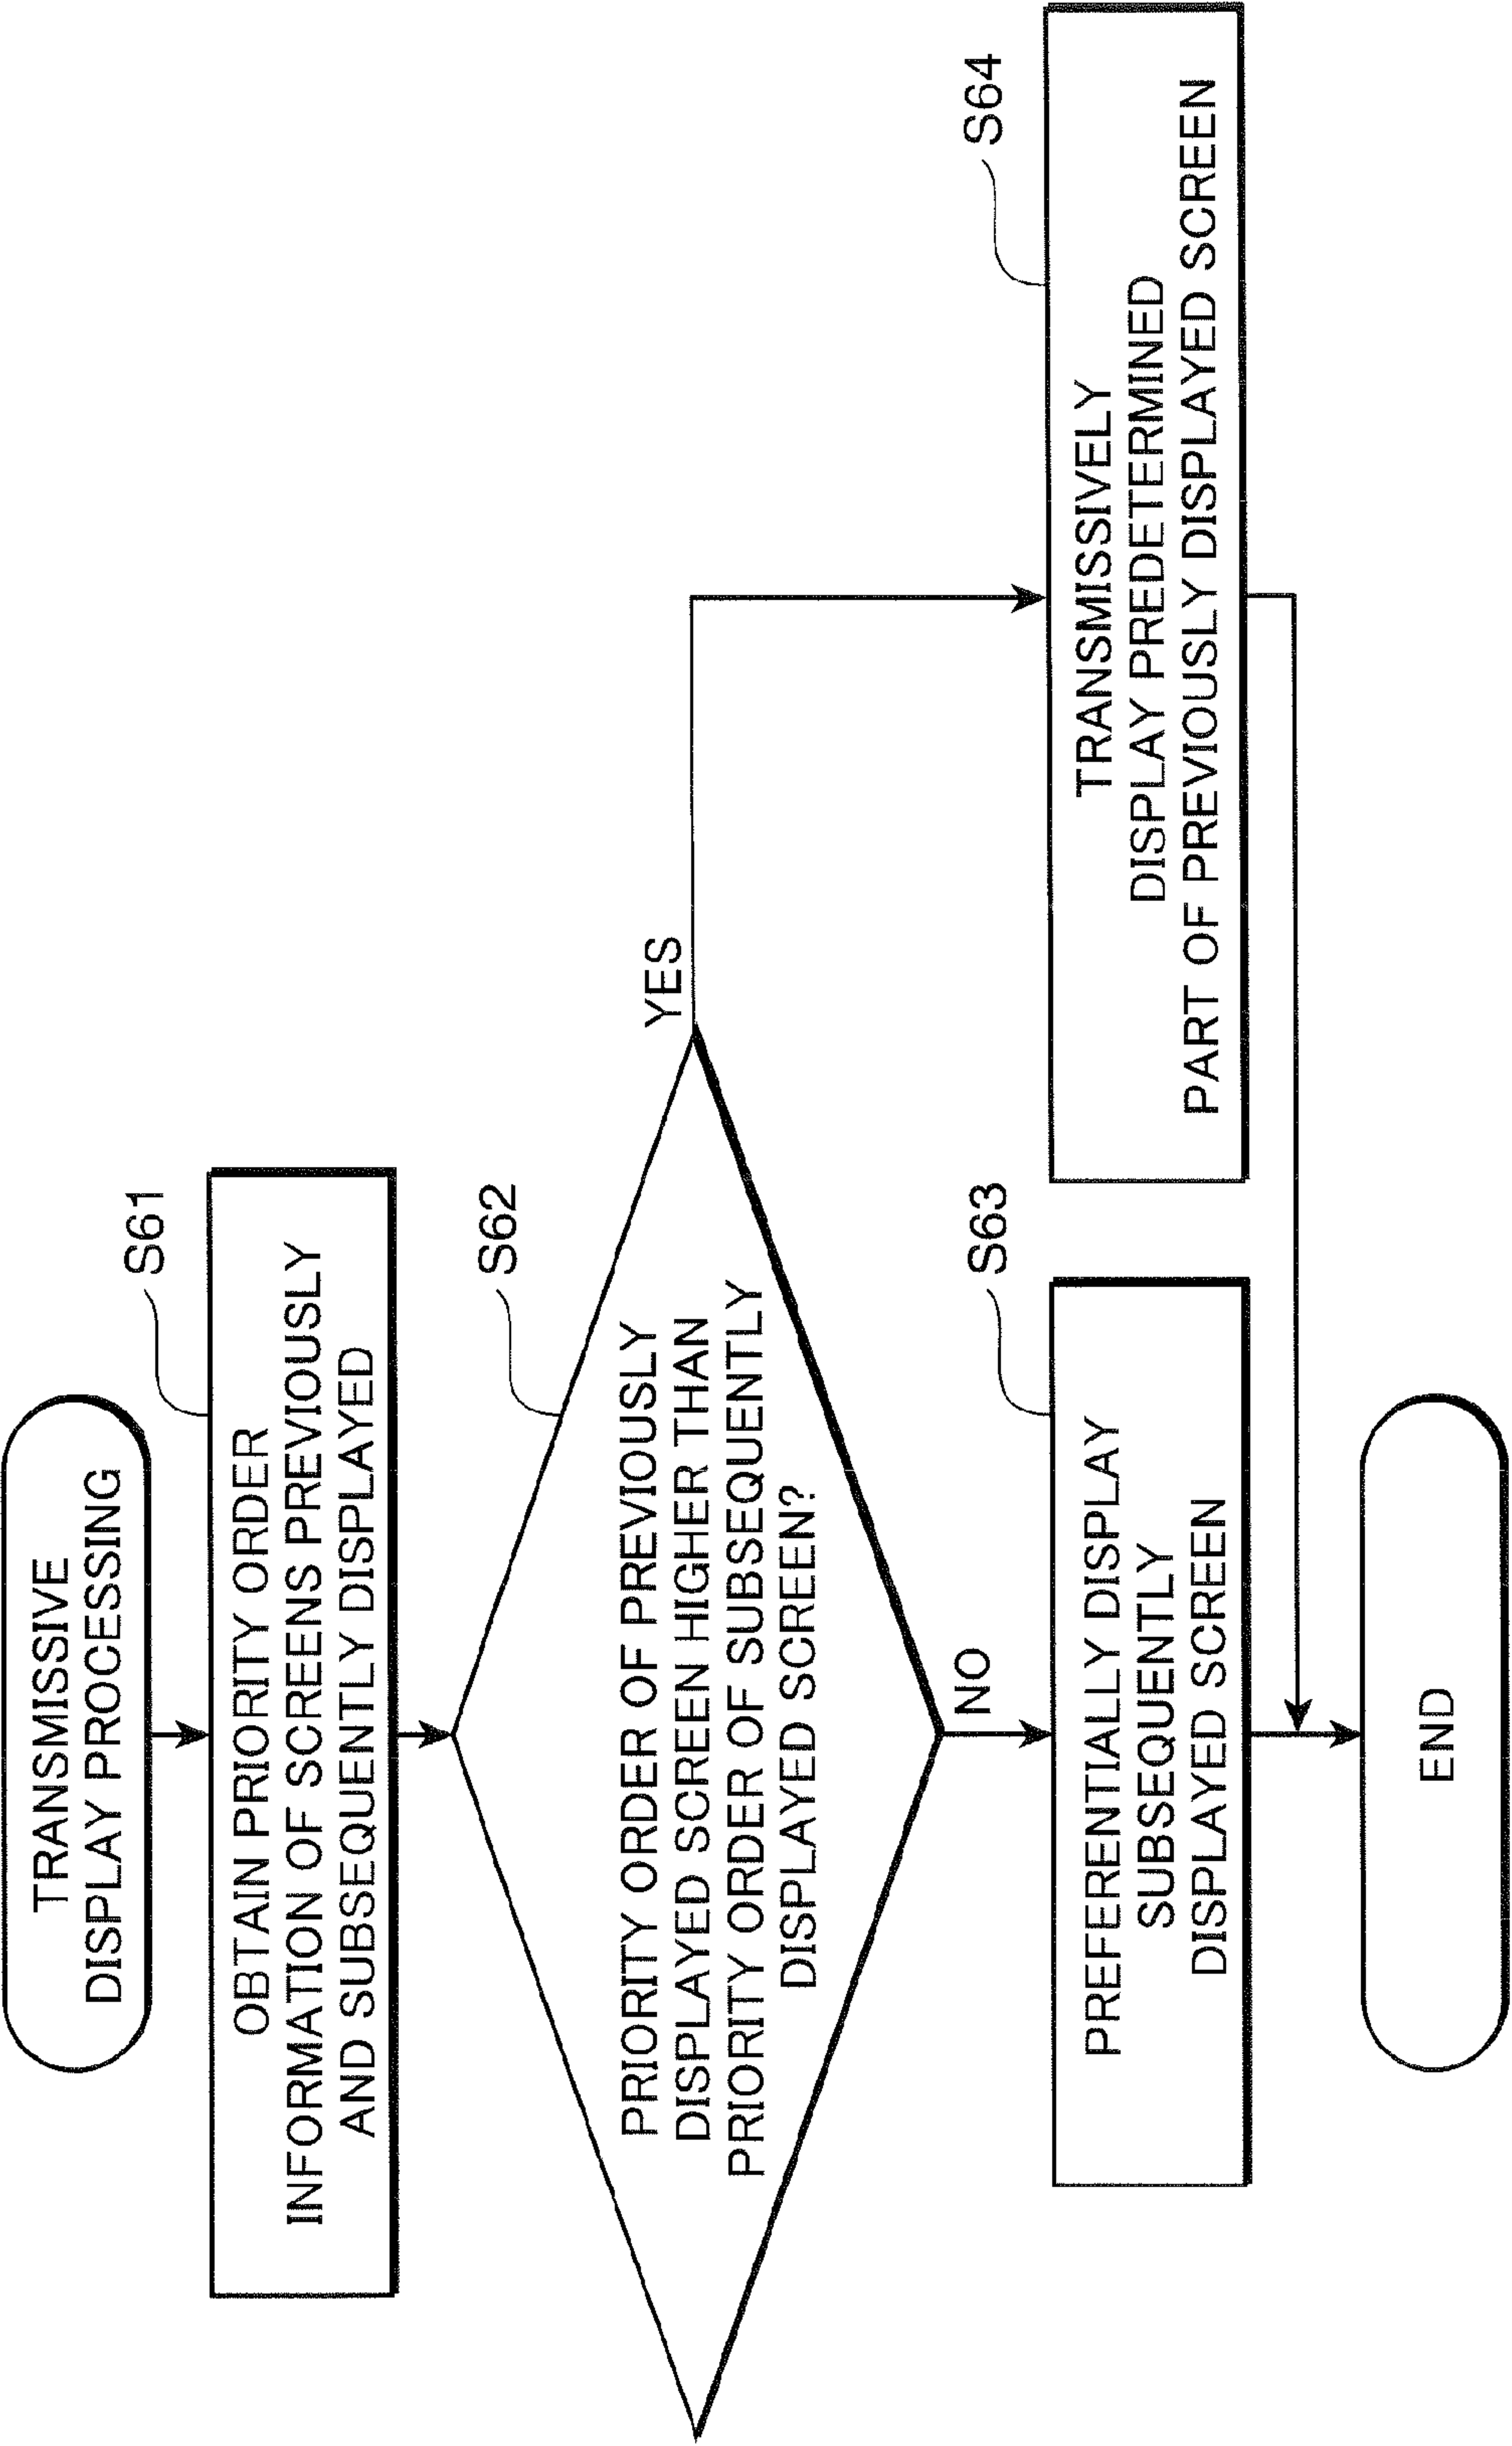 TRANSMISSIVE
DISPLAY PROCESSING
S61
OBTAIN PRIORITY ORDER
INFORMATION OF SCREENS PREVIOUSLY
AND SUBSEQUENTLY DISPLAYED
S62
PRIORITY ORDER OF PREVIOUSLY
DISPLAYED SCREEN HIGHER THAN
PRIORITY ORDER OF SUBSEQUENTLY
DISPLAYED SCREEN?
YES
NO
S63
PREFERENTIALLY DISPLAY
SUBSEQUENTLY
DISPLAYED SCREEN
S64
TRANSMISSIVELY
DISPLAY PREDETERMINED
PART OF PREVIOUSLY DISPLAYED SCREEN
END